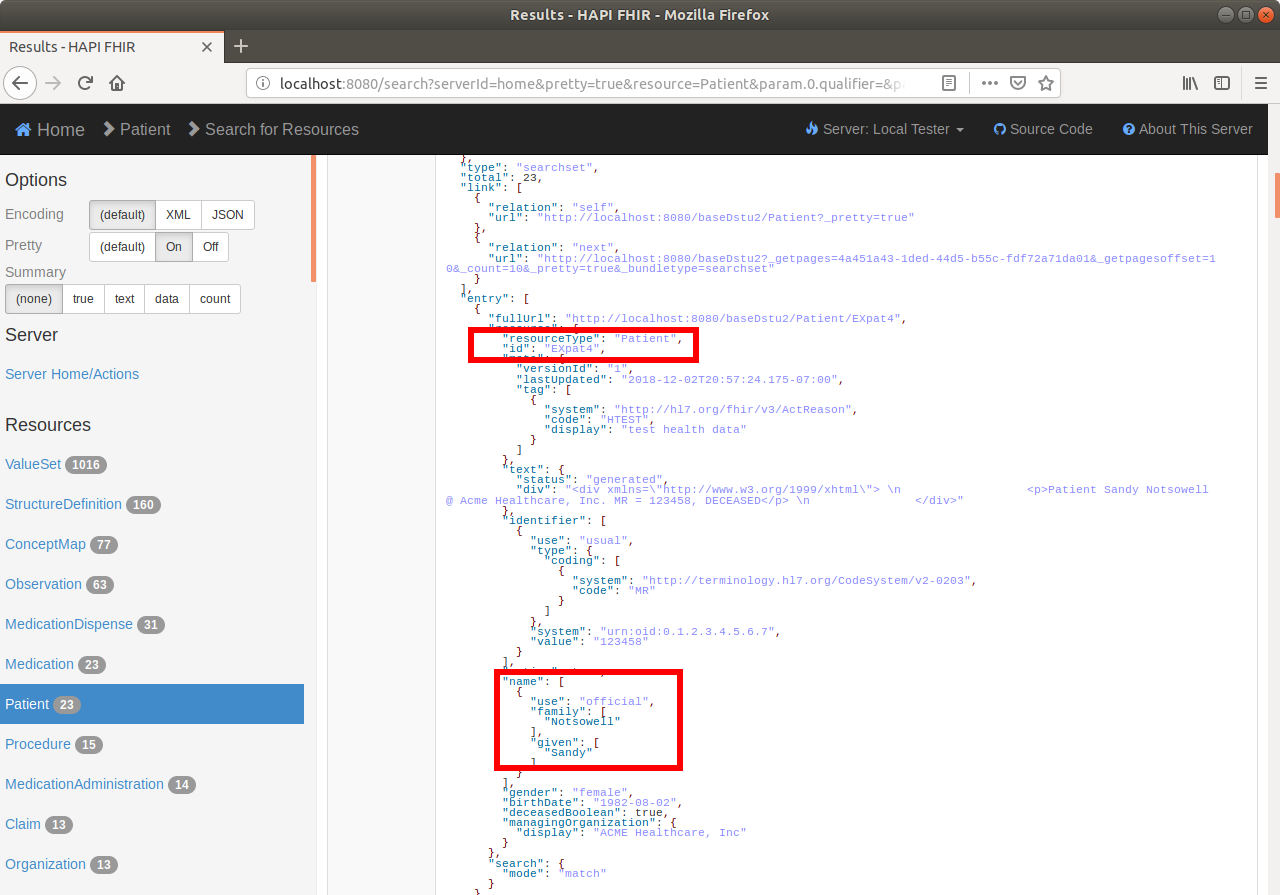 Results - HAPI FHIR - Mozilla Firefox
Results - HAPI FHIR
localhost:8080/search?serverId=home&pretty=true&resource=Patient&param.0.qualifier=&p
Home Patient Search for Resources Server: Local Tester Source Code About This Server
Options
Encoding (default) XML JSON
Pretty (default) On Off
Summary
(none) true text data count
Server
Server Home/Actions
Resources
ValueSet 1016
StructureDefinition 160
ConceptMap 77
Observation 63
MedicationDispense 31
Medication 23
Patient 23
Procedure 15
MedicationAdministration 14
Claim 13
Organization 13
},
"type": "searchset",
"total": 23,
"link": [
{
"relation": "self",
"url": "http://localhost:8080/baseDstu2/Patient?_pretty=true"
},
{
"relation": "next",
"url": "http://localhost:8080/baseDstu2?_getpages=4a451a43-1ded-44d5-b55c-fdf72a71da01&_getpagesoffset=1
0&_count=10&_pretty=true&_bundletype=searchset"
}
],
"entry": [
{
"fullUrl": "http://localhost:8080/baseDstu2/Patient/EXpat4",
"resourceType": "Patient",
"id": "EXpat4",
"versionId": "1",
"lastUpdated": "2018-12-02T20:57:24.175-07:00",
"tag": [
{
"system": "http://hl7.org/fhir/v3/ActReason",
"code": "HTEST",
"display": "test health data"
}
]
},
"text": {
"status": "generated",
"div": "<div xmlns=\"http://www.w3.org/1999/xhtml\"> \n <p>Patient Sandy Notsowell
@ Acme Healthcare, Inc. MR = 123458, DECEASED</p> \n </div>"
},
"identifier": [
{
"use": "usual",
"type": {
"coding": [
{
"system": "http://terminology.hl7.org/CodeSystem/v2-0203",
"code": "MR"
}
]
},
"system": "urn:oid:0.1.2.3.4.5.6.7",
"value": "123458"
}
],
"name": [
{
"use": "official",
"family": [
"Notsowell"
],
"given": [
"Sandy"
]
}
],
"gender": "female",
"birthDate": "1982-08-02",
"deceasedBoolean": true,
"managingOrganization": {
"display": "ACME Healthcare, Inc"
}
},
"search": {
"mode": "match"
}
}